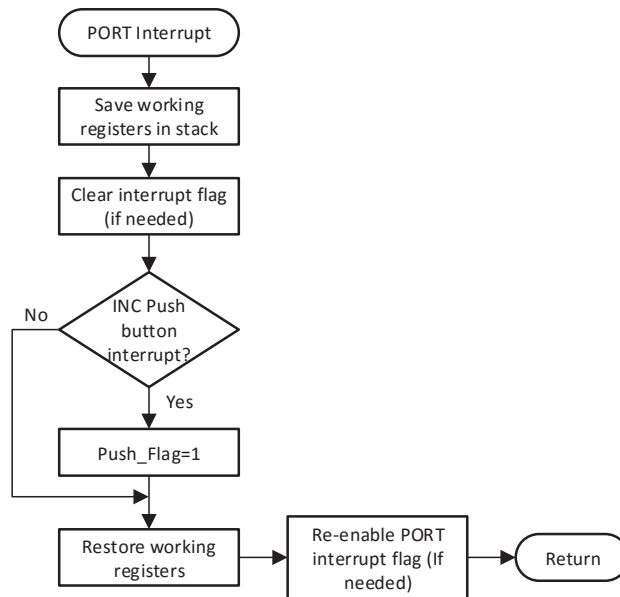 PORT Interrupt
Save working
registers in stack
Clear interrupt flag
(if needed)
INC Push
button
interrupt?
No
Yes
Push_Flag=1
Restore working
registers
Re-enable PORT
interrupt flag (If
needed)
Return